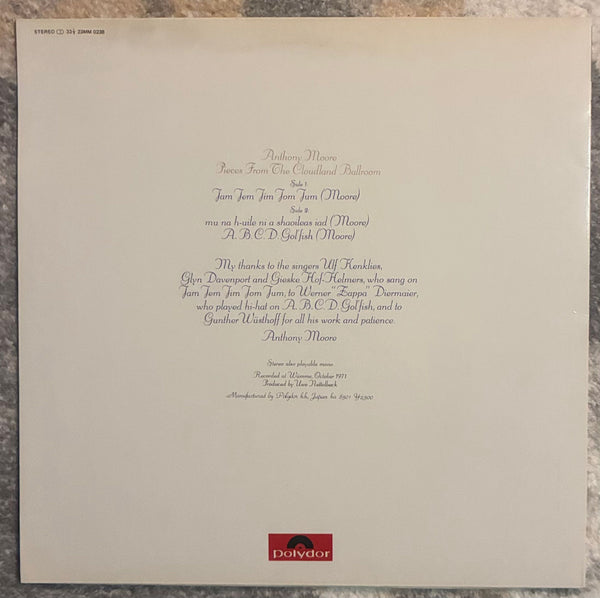 STEREO 33⅓ 23MM 0238
Anthony Moore
Pieces From The Cloudland Ballroom
Side 1:
Jam Jem Jim Jom Jum (Moore)
Side 2:
mu na h-uile ni a shaoileas iad (Moore)
A.B.C.D. Gol'fish (Moore)
My thanks to the singers Ulf Kenklies,
Glyn Davenport and Gieske Hof-Helmers, who sang on
Jam Jem Jim Jom Jum, to Werner "Zappa" Diermaier,
who played hi-hat on A.B.C.D. Gol'fish, and to
Gunther Wüsthoff for all his work and patience.
Anthony Moore
Stereo also playable mono
Recorded at Wümme, October 1971
Produced by Uwe Nettelbeck
Manufactured by Polydor k.k., Japan ¥2,300
polydor